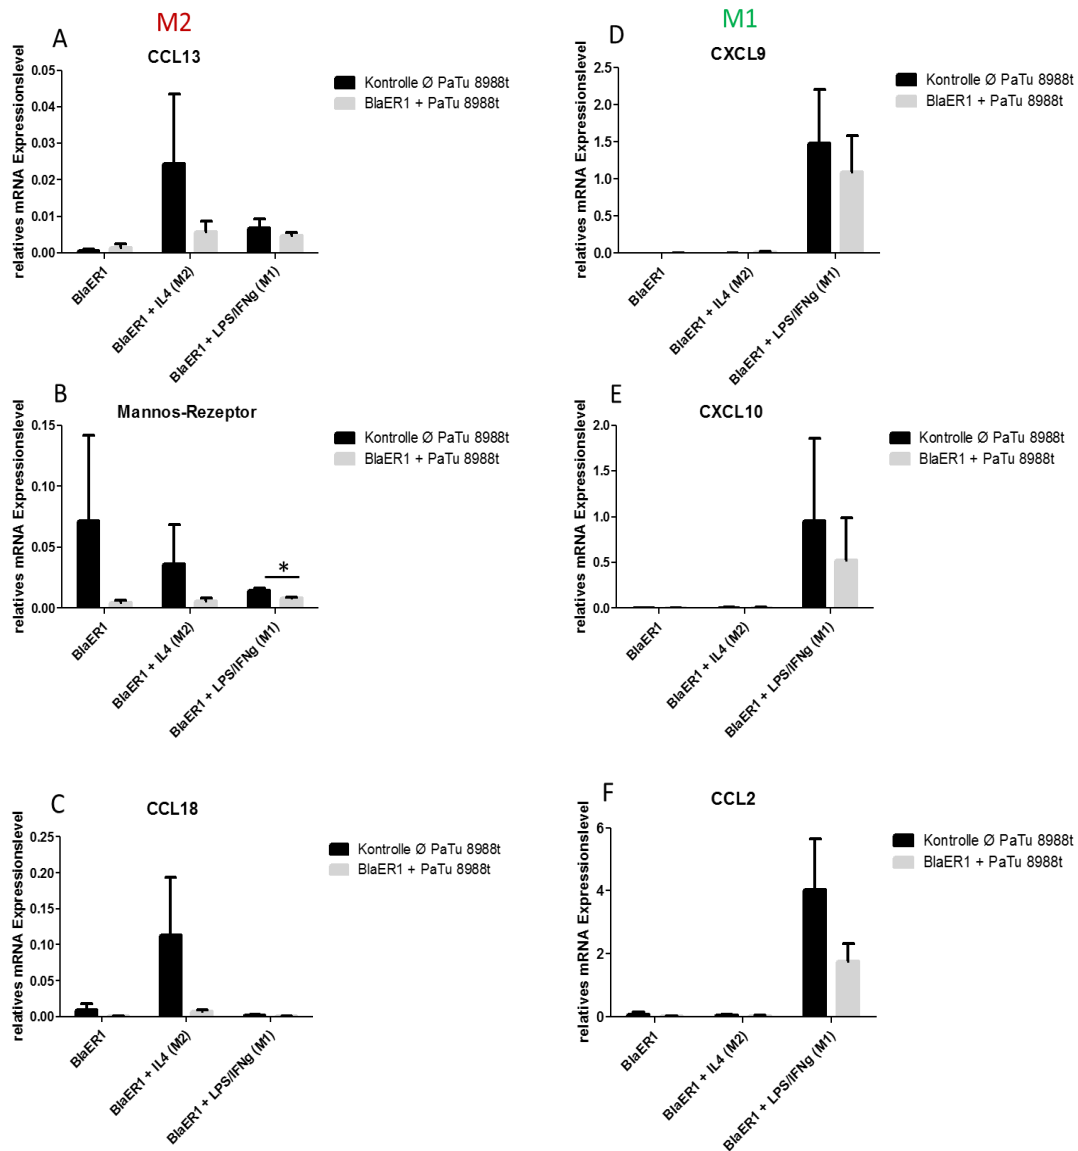 M2
A
CCL13
relatives mRNA Expressionslevel
0.05
0.04
0.03
0.02
0.01
0.00
BlaER1
BlaER1 + IL4 (M2)
BlaER1 + LPS/IFNg (M1)
Kontrolle Ø PaTu 8988t
BlaER1 + PaTu 8988t
B
Mannos-Rezeptor
relatives mRNA Expressionslevel
0.15
0.10
0.05
0.00
*
BlaER1
BlaER1 + IL4 (M2)
BlaER1 + LPS/IFNg (M1)
Kontrolle Ø PaTu 8988t
BlaER1 + PaTu 8988t
C
CCL18
relatives mRNA Expressionslevel
0.25
0.20
0.15
0.10
0.05
0.00
BlaER1
BlaER1 + IL4 (M2)
BlaER1 + LPS/IFNg (M1)
Kontrolle Ø PaTu 8988t
BlaER1 + PaTu 8988t
M1
D
CXCL9
relatives mRNA Expressionslevel
2.5
2.0
1.5
1.0
0.5
0.0
BlaER1
BlaER1 + IL4 (M2)
BlaER1 + LPS/IFNg (M1)
Kontrolle Ø PaTu 8988t
BlaER1 + PaTu 8988t
E
CXCL10
relatives mRNA Expressionslevel
2.0
1.5
1.0
0.5
0.0
BlaER1
BlaER1 + IL4 (M2)
BlaER1 + LPS/IFNg (M1)
Kontrolle Ø PaTu 8988t
BlaER1 + PaTu 8988t
F
CCL2
relatives mRNA Expressionslevel
6
4
2
0
BlaER1
BlaER1 + IL4 (M2)
BlaER1 + LPS/IFNg (M1)
Kontrolle Ø PaTu 8988t
BlaER1 + PaTu 8988t